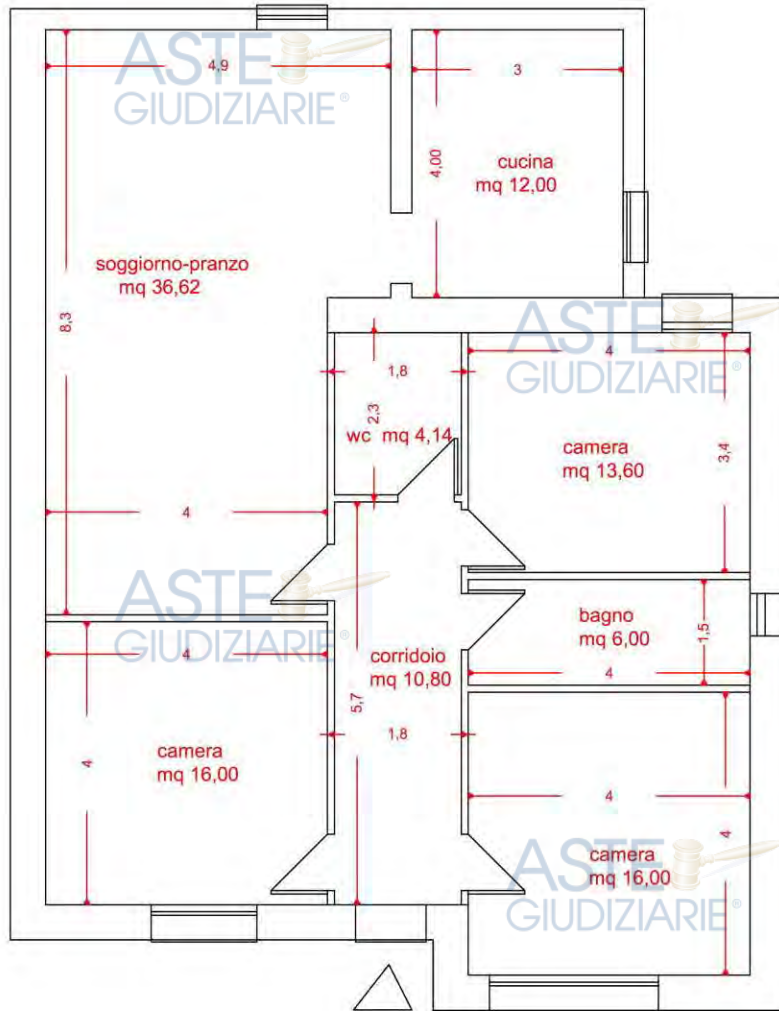 ASTE
GIUDIZIARIE®
4,9
3
4,00
cucina
mq 12,00
soggiorno-pranzo
mq 36,62
8,3
ASTE
GIUDIZIARIE®
1,8
4
2,3
wc mq 4,14
camera
mq 13,60
3,4
4
ASTE
GIUDIZIARIE®
bagno
mq 6,00
1,5
4
4
corridoio
mq 10,80
5,7
1,8
camera
mq 16,00
4
4
4
camera
mq 16,00
ASTE
GIUDIZIARIE®